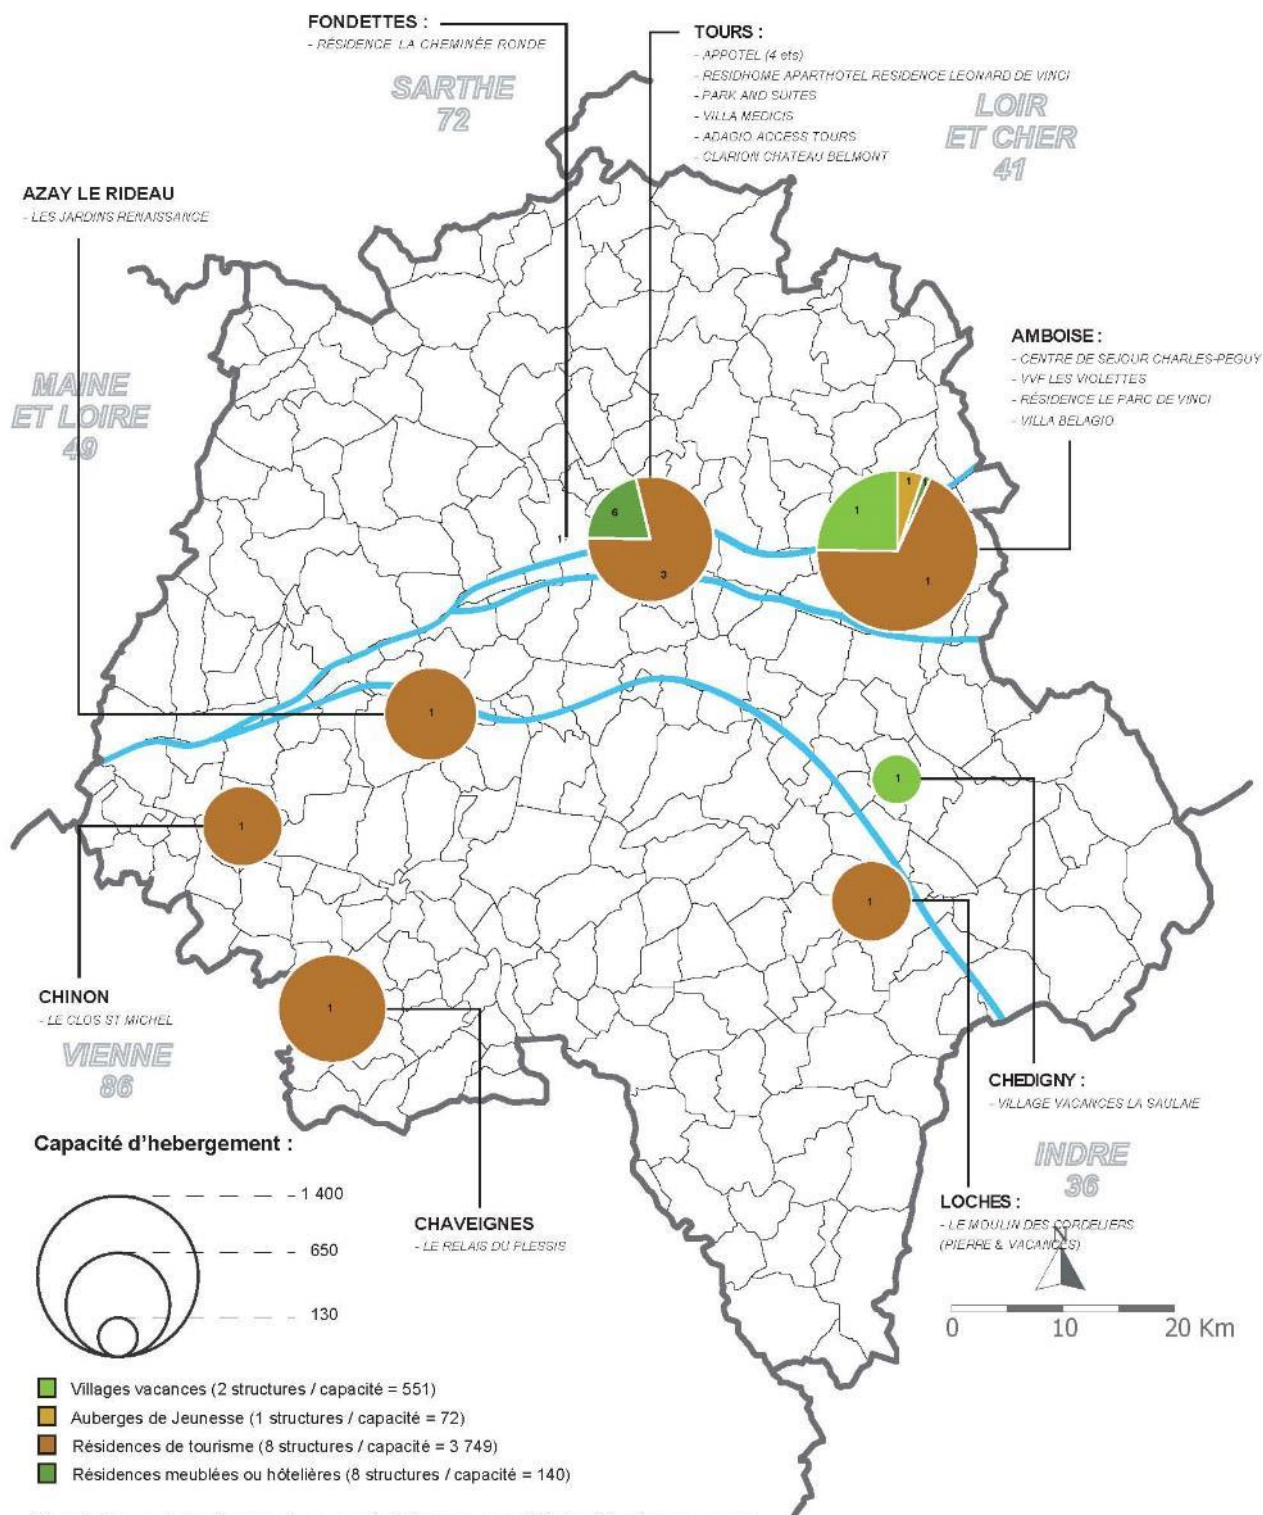 FONDETTES :
- RÉSIDENCE LA CHEMINÉE RONDE
TOURS :
- APPOTEL (4 ets)
- RESIDHOME APARTHOTEL RESIDENCE LEONARD DE VINCI
- PARK AND SUITES
- VILLA MEDICIS
- ADAGIO ACCESS TOURS
- CLARION CHATEAU BELMONT
SARTHE
72
LOIR
ET CHER
41
AZAY LE RIDEAU
- LES JARDINS RENAISSANCE
AMBOISE :
- CENTRE DE SEJOUR CHARLES-PEGUY
- VVF LES VIOLETTES
- RÉSIDENCE LE PARC DE VINCI
- VILLA BELAGIO
MAINE
ET LOIRE
49
1
6
3
1
1
1
1
1
1
1
1
CHINON
- LE CLOS ST MICHEL
VIENNE
86
CHEDIGNY :
- VILLAGE VACANCES LA SAULAIE
INDRE
36
LOCHES :
- LE MOULIN DES CORDELIERS
(PIERRE & VACANCES)
CHAVEIGNES
- LE RELAIS DU PLESSIS
N
0 10 20 Km
Capacité d'hebergement :
1 400
650
130
Villages vacances (2 structures / capacité = 551)
Auberges de Jeunesse (1 structures / capacité = 72)
Résidences de tourisme (8 structures / capacité = 3 749)
Résidences meublées ou hôtelières (8 structures / capacité = 140)